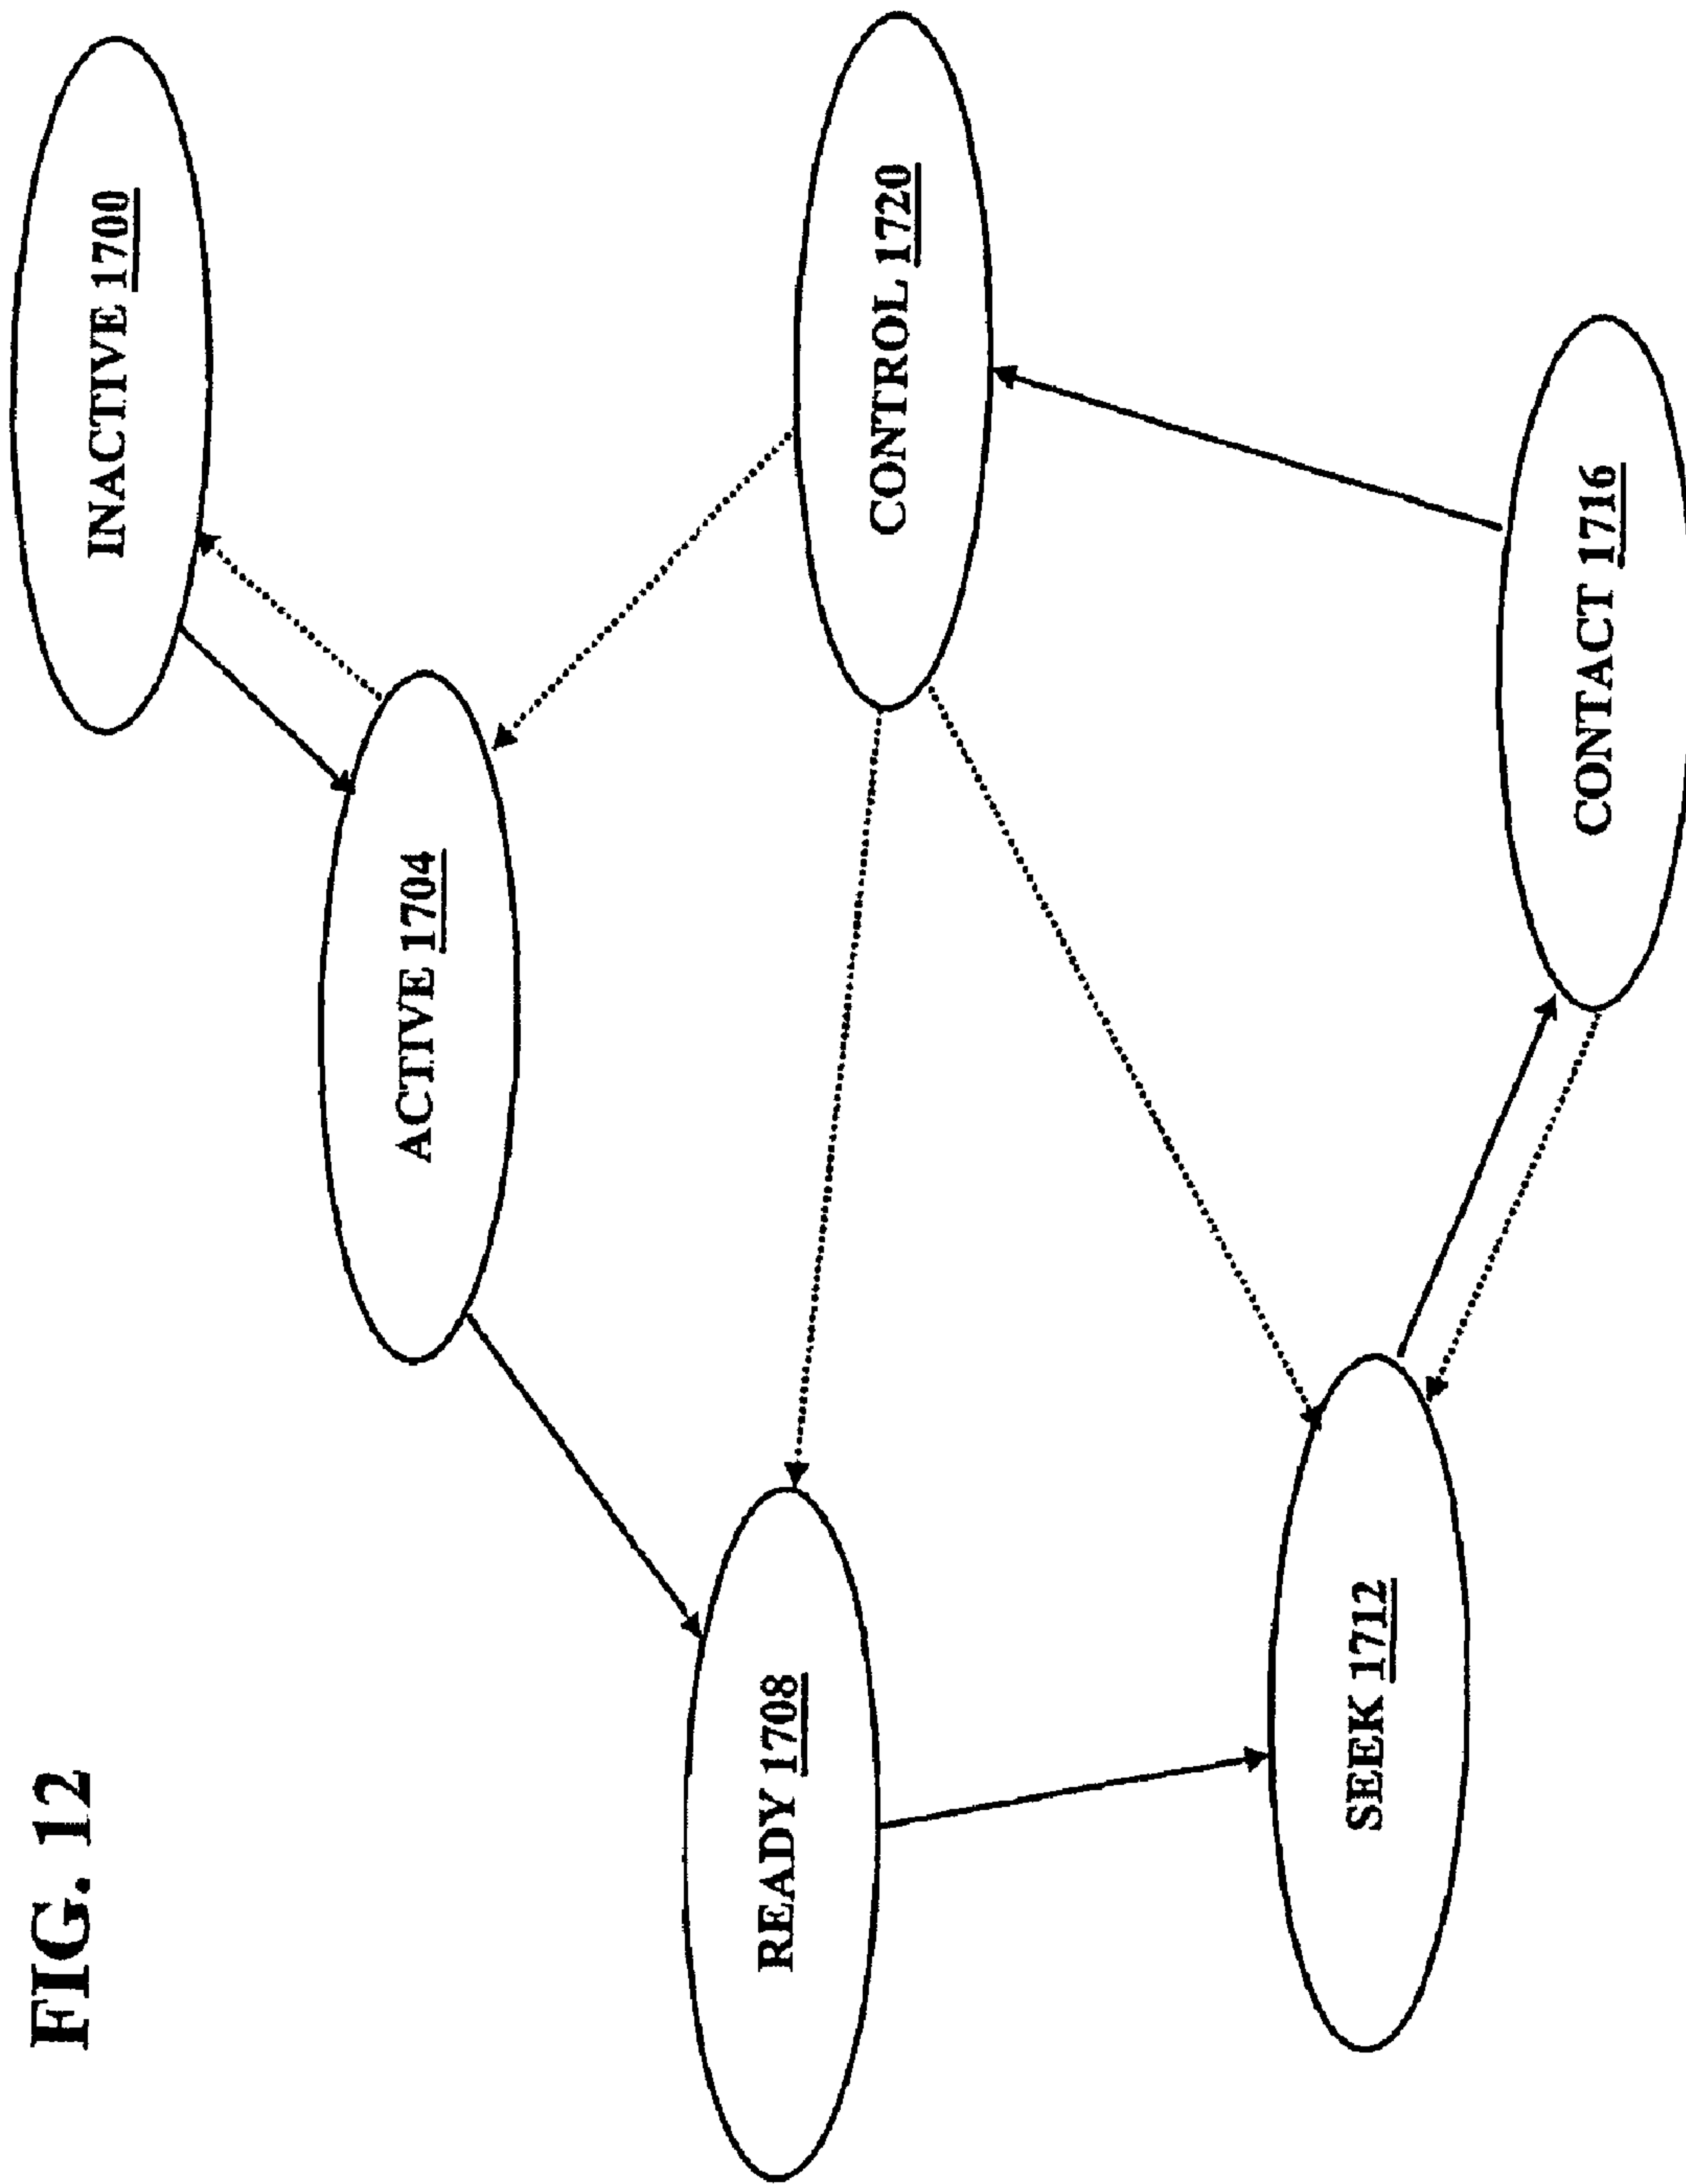 FIG. 12
INACTIVE 1700
ACTIVE 1704
CONTROL 1720
READY 1708
CONTACT 1716
SEEK 1712